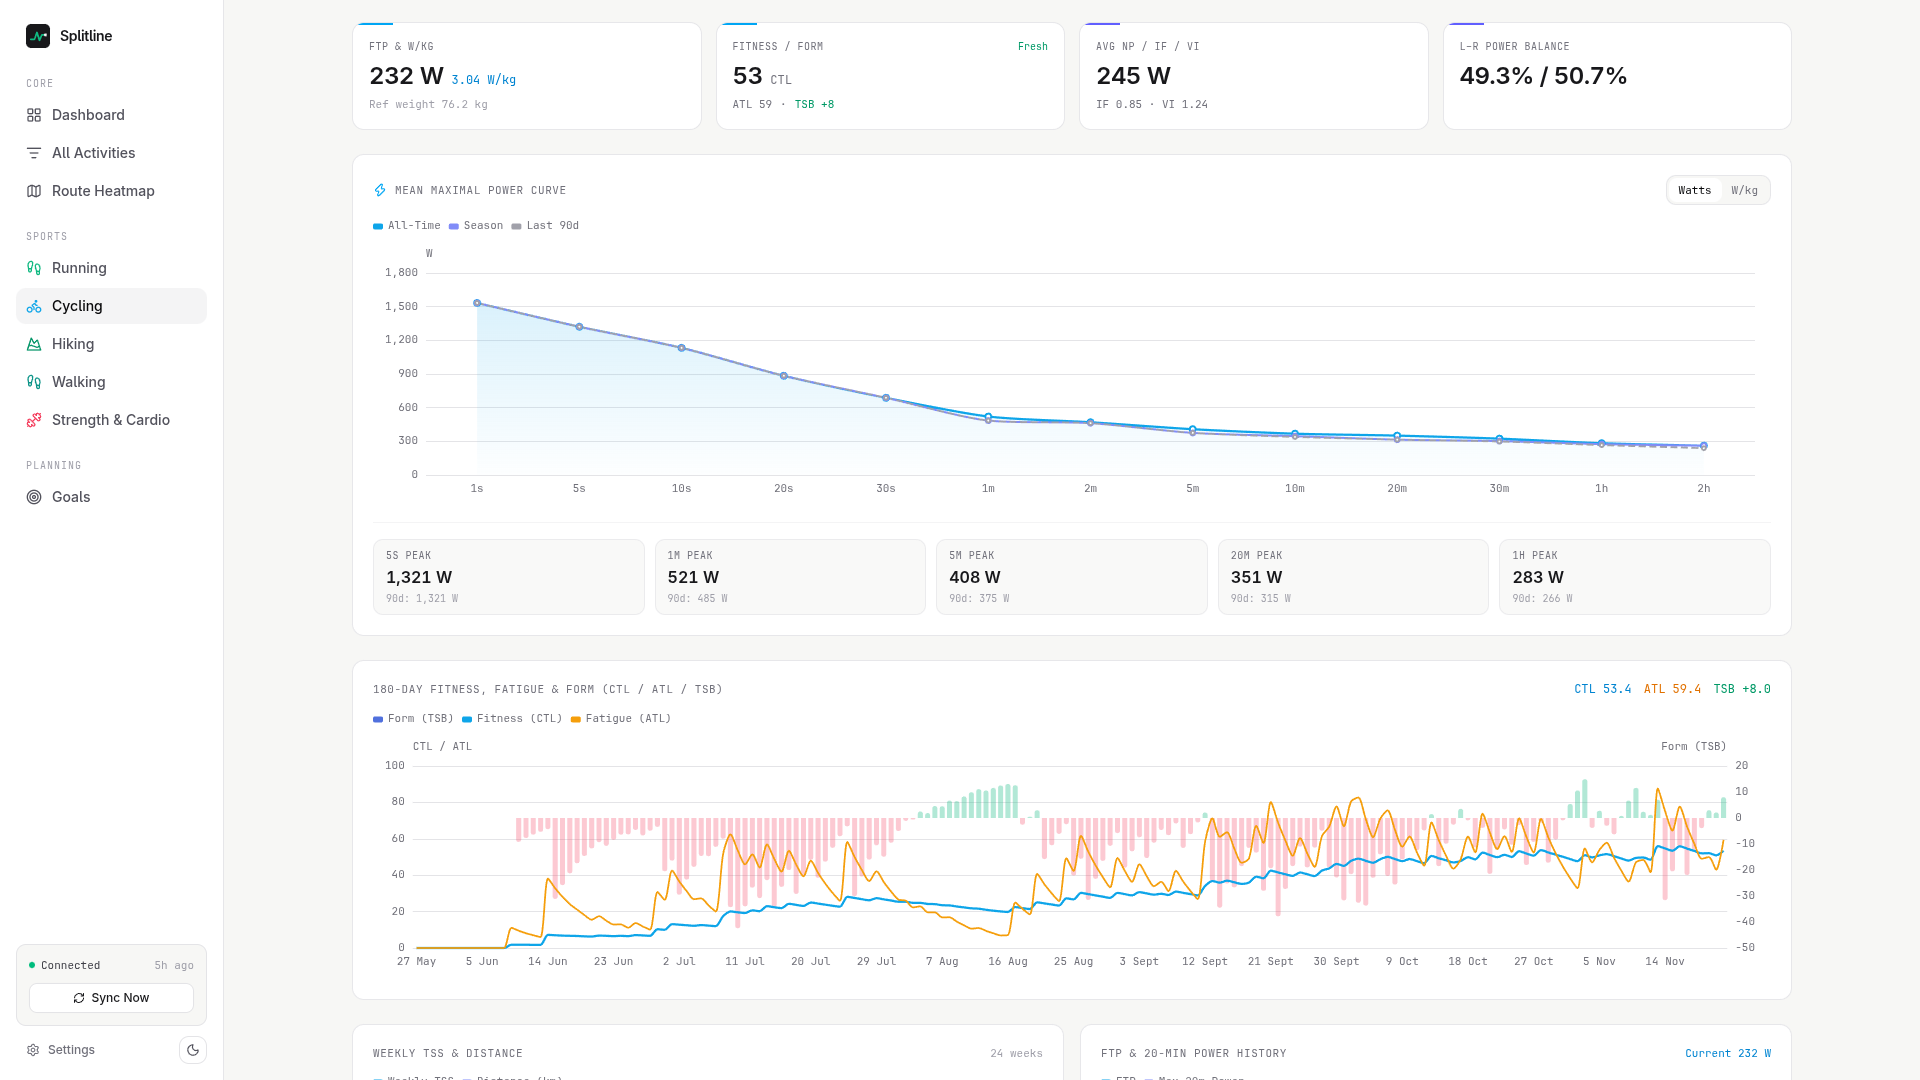 Splitline
CORE
Dashboard
All Activities
Route Heatmap
SPORTS
Running
Cycling
Hiking
Walking
Strength & Cardio
PLANNING
Goals
Connected 5h ago
Sync Now
Settings
FTP & W/KG
232 W 3.04 W/kg
Ref weight 76.2 kg
FITNESS / FORM Fresh
53 CTL
ATL 59 · TSB +8
AVG NP / IF / VI
245 W
IF 0.85 · VI 1.24
L-R POWER BALANCE
49.3% / 50.7%
MEAN MAXIMAL POWER CURVE Watts W/kg
All-Time Season Last 90d
W
1,800
1,500
1,200
900
600
300
0
1s 5s 10s 20s 30s 1m 2m 5m 10m 20m 30m 1h 2h
5S PEAK
1,321 W
90d: 1,321 W
1M PEAK
521 W
90d: 485 W
5M PEAK
408 W
90d: 375 W
20M PEAK
351 W
90d: 315 W
1H PEAK
283 W
90d: 266 W
180-DAY FITNESS, FATIGUE & FORM (CTL / ATL / TSB) CTL 53.4 ATL 59.4 TSB +8.0
Form (TSB) Fitness (CTL) Fatigue (ATL)
CTL / ATL Form (TSB)
100
80
60
40
20
0
20
10
0
-10
-20
-30
-40
-50
27 May 5 Jun 14 Jun 23 Jun 2 Jul 11 Jul 20 Jul 29 Jul 7 Aug 16 Aug 25 Aug 3 Sept 12 Sept 21 Sept 30 Sept 9 Oct 18 Oct 27 Oct 5 Nov 14 Nov
WEEKLY TSS & DISTANCE 24 weeks
Weekly TSS Distance (km)
FTP & 20-MIN POWER HISTORY Current 232 W
FTP Max 20m Power